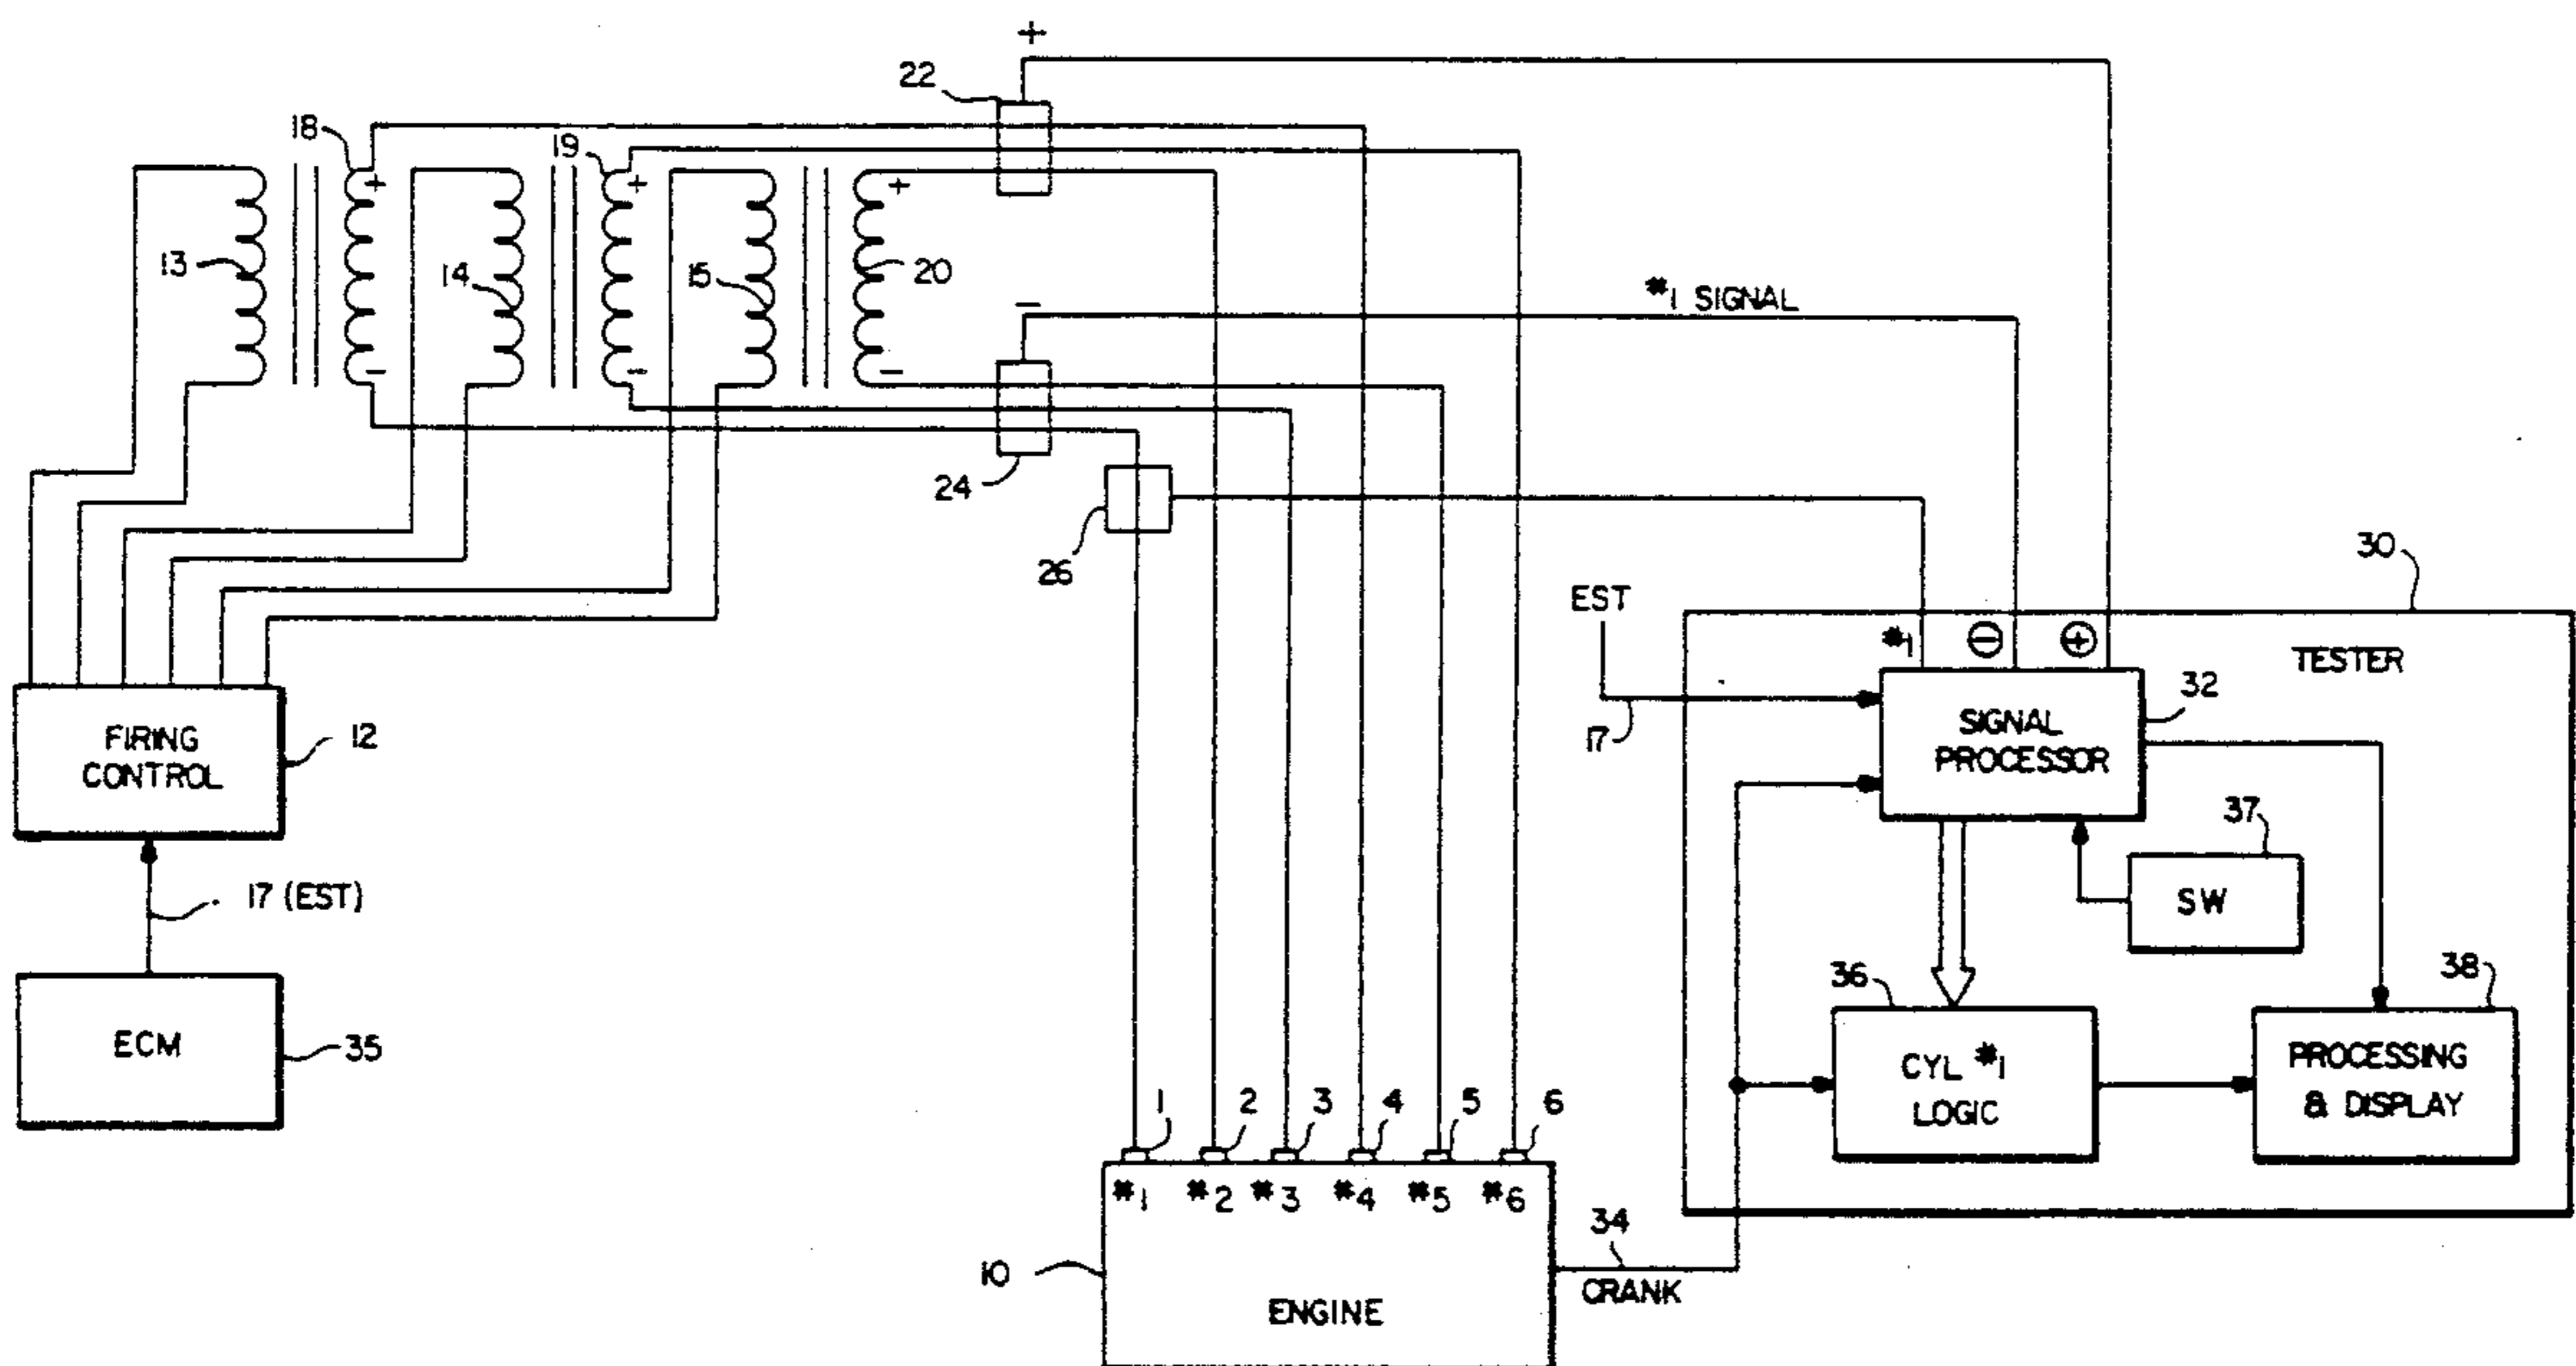 +
22
18
19
+
+
+
13
14
15
20
−
−
−
−
#1 SIGNAL
24
26
30
EST
#1
⊖
⊕
TESTER
17
SIGNAL
PROCESSOR
32
FIRING
CONTROL
12
37
SW
17 (EST)
36
38
ECM
35
CYL #1
LOGIC
PROCESSING
& DISPLAY
1
2
3
4
5
6
#1
#2
#3
#4
#5
#6
34
CRANK
10
ENGINE